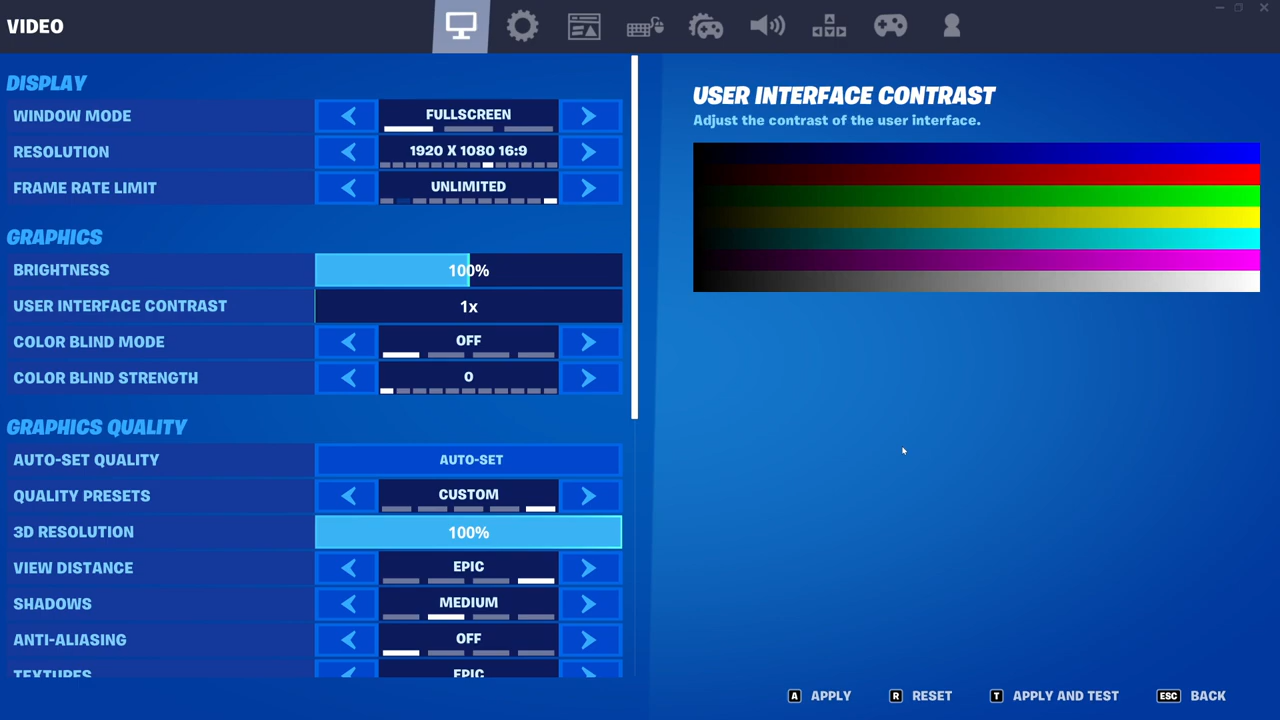 VIDEO
DISPLAY
WINDOW MODE FULLSCREEN
RESOLUTION 1920 X 1080 16:9
FRAME RATE LIMIT UNLIMITED
GRAPHICS
BRIGHTNESS 100%
USER INTERFACE CONTRAST 1x
COLOR BLIND MODE OFF
COLOR BLIND STRENGTH 0
GRAPHICS QUALITY
AUTO-SET QUALITY AUTO-SET
QUALITY PRESETS CUSTOM
3D RESOLUTION 100%
VIEW DISTANCE EPIC
SHADOWS MEDIUM
ANTI-ALIASING OFF
TEXTURES EPIC
USER INTERFACE CONTRAST
Adjust the contrast of the user interface.
A APPLY R RESET T APPLY AND TEST ESC BACK